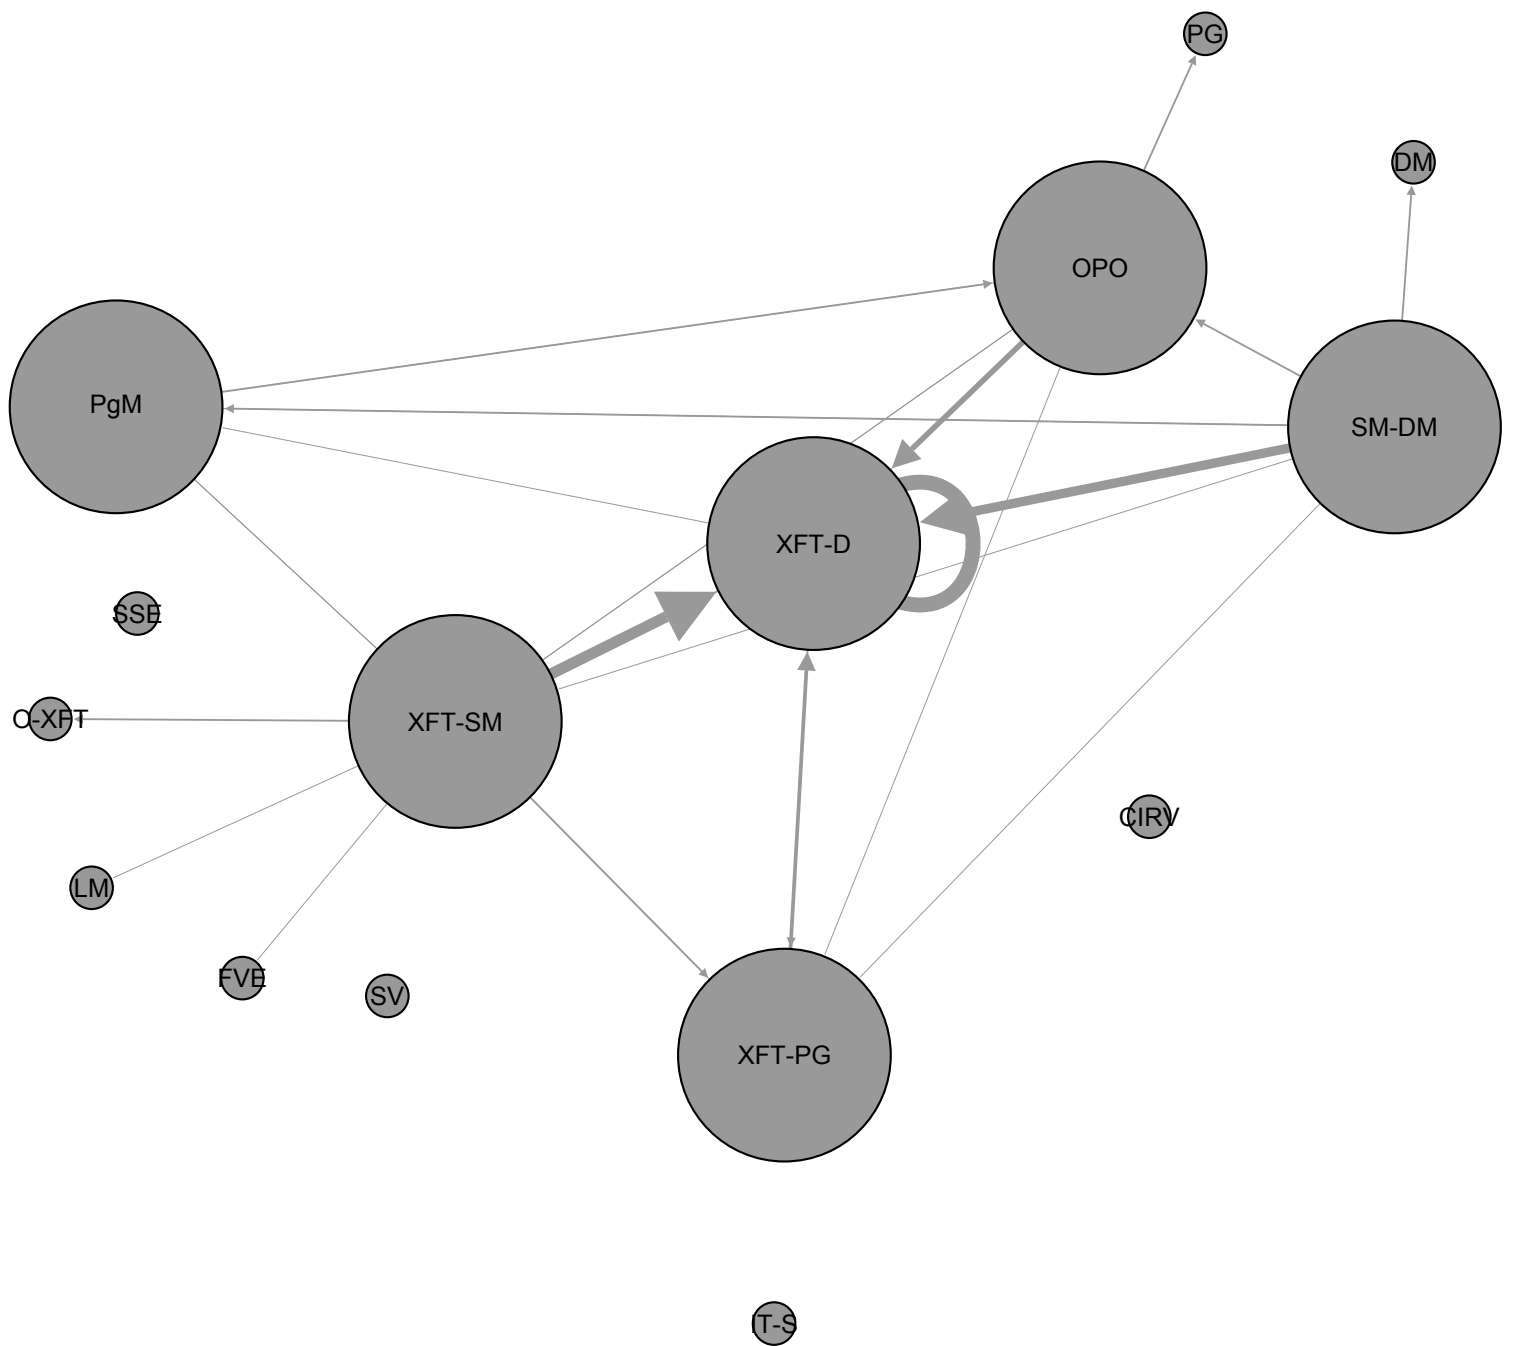 PG
DM
OPO
PgM
SM-DM
XFT-D
SSE
O-XFT
XFT-SM
CIRV
LM
FVE
SV
XFT-PG
IT-S